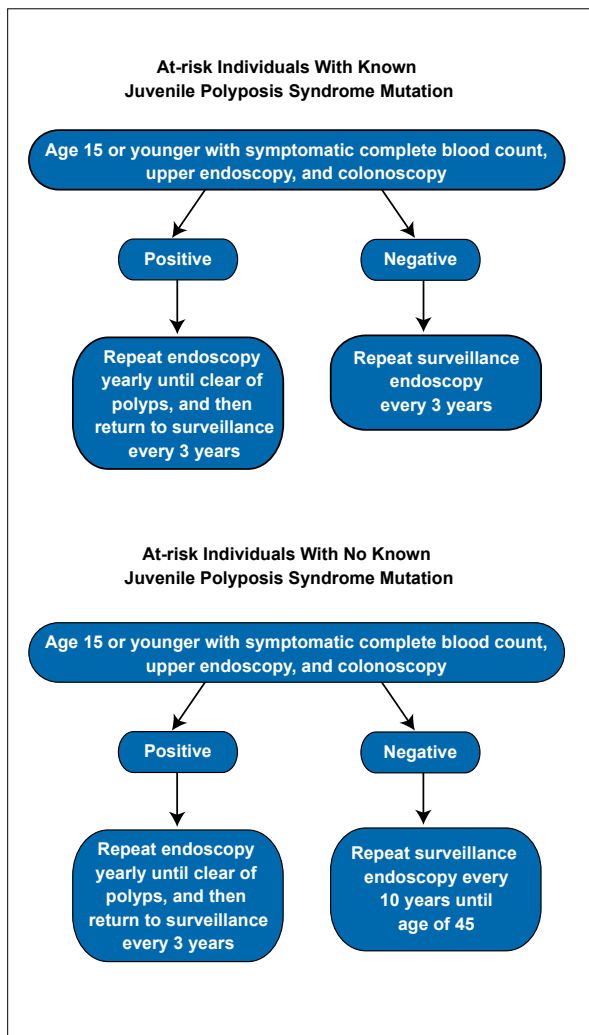 At-risk Individuals With Known
Juvenile Polyposis Syndrome Mutation
Age 15 or younger with symptomatic complete blood count,
upper endoscopy, and colonoscopy
Positive
Negative
Repeat endoscopy
yearly until clear of
polyps, and then
return to surveillance
every 3 years
Repeat surveillance
endoscopy
every 3 years
At-risk Individuals With No Known
Juvenile Polyposis Syndrome Mutation
Age 15 or younger with symptomatic complete blood count,
upper endoscopy, and colonoscopy
Positive
Negative
Repeat endoscopy
yearly until clear of
polyps, and then
return to surveillance
every 3 years
Repeat surveillance
endoscopy every
10 years until
age of 45